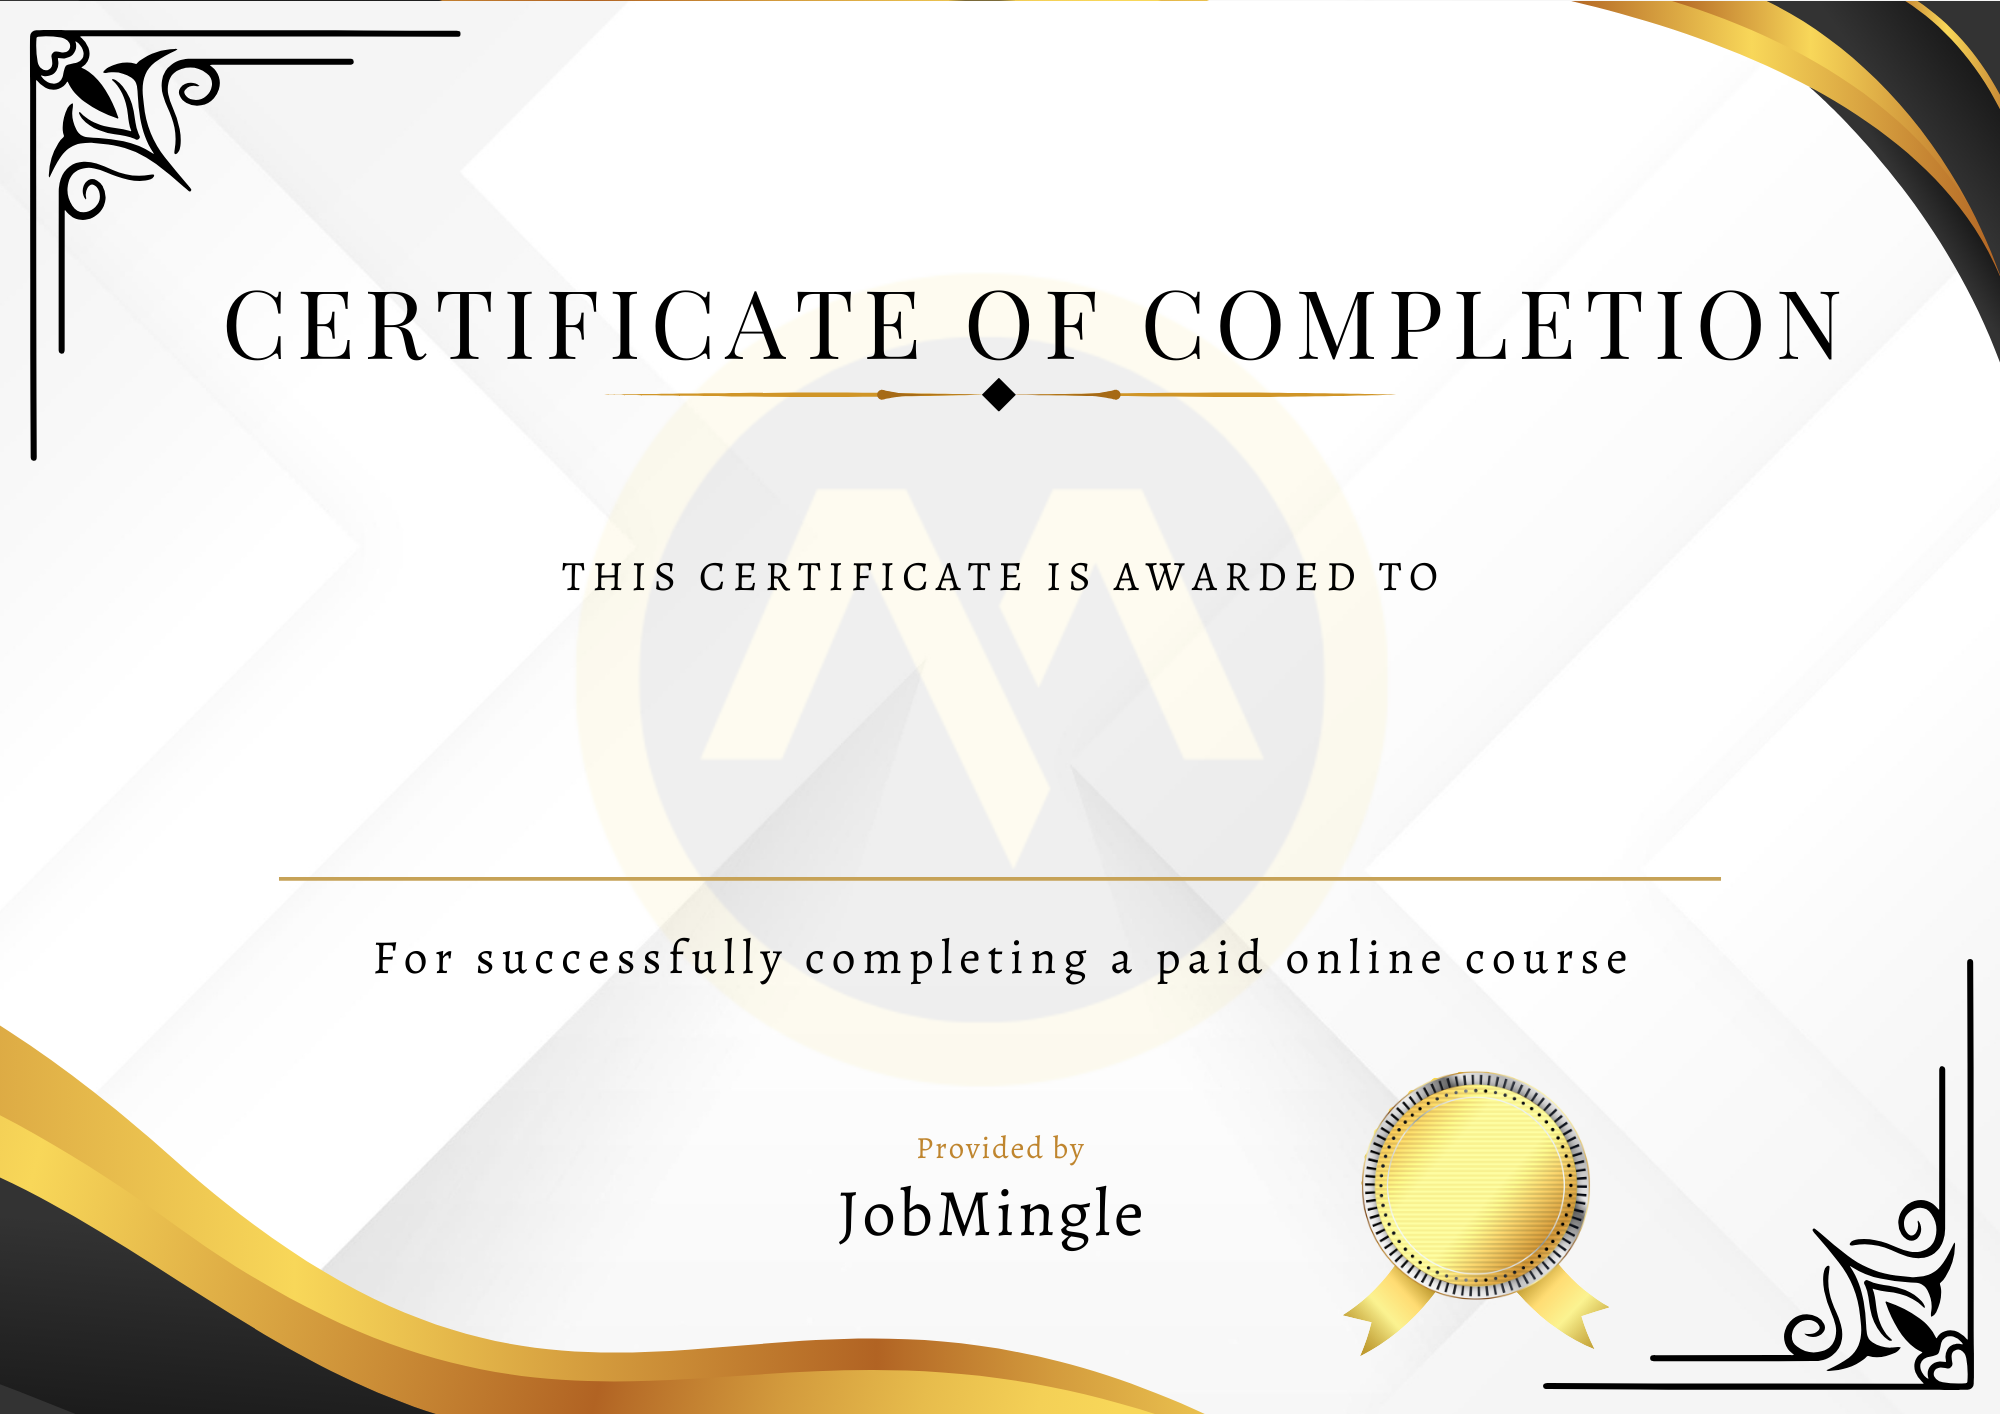 CERTIFICATE OF COMPLETION
THIS CERTIFICATE IS AWARDED TO
For successfully completing a paid online course
Provided by
JobMingle